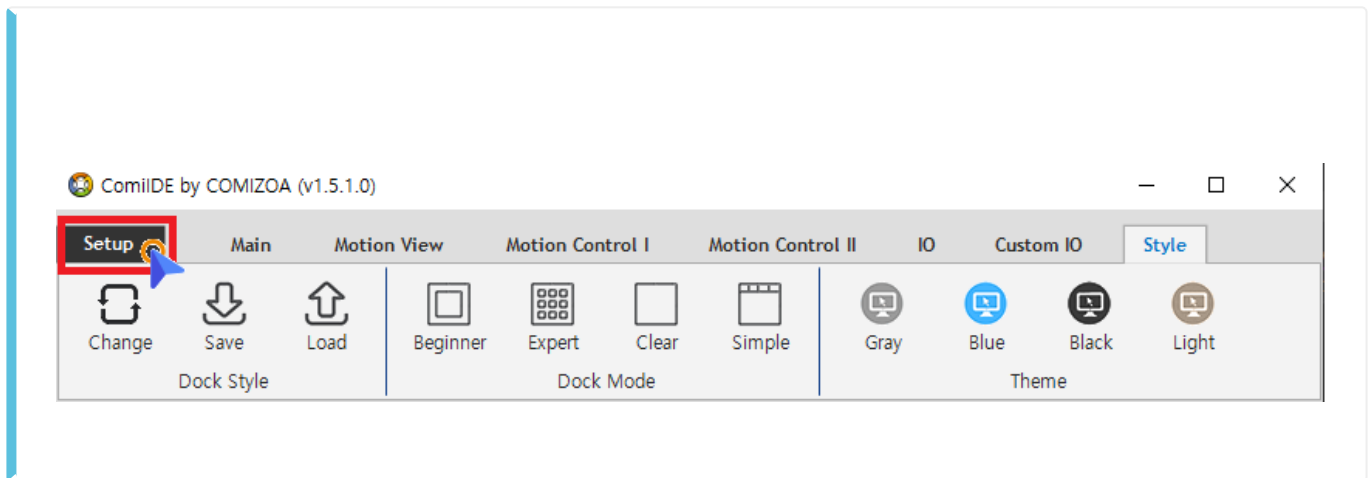 ComiIDE by COMIZOA (v1.5.1.0)
Setup Main Motion View Motion Control I Motion Control II IO Custom IO Style
Change Save Load Beginner Expert Clear Simple Gray Blue Black Light
Dock Style Dock Mode Theme